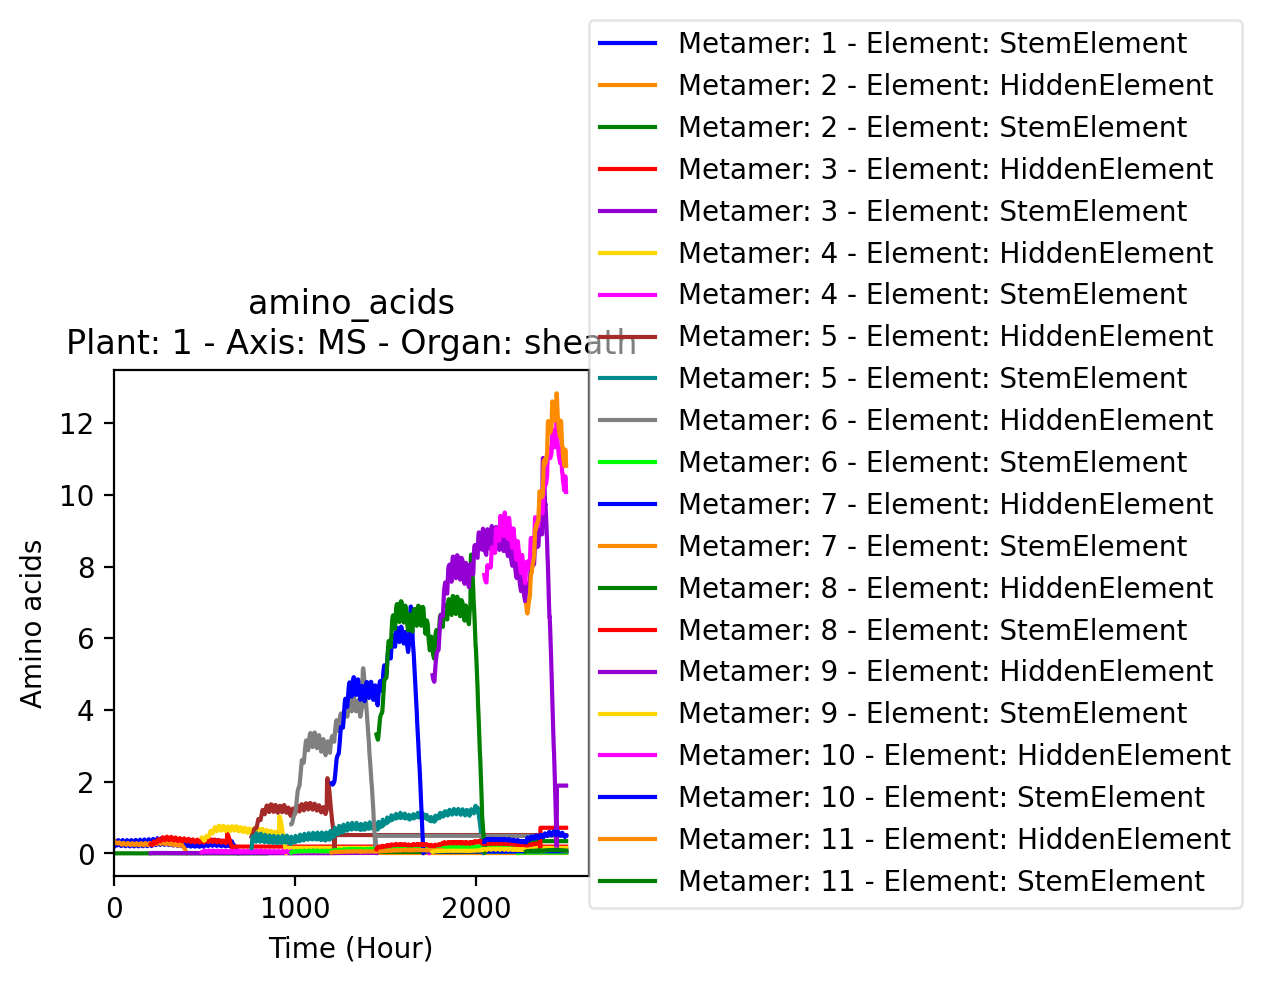 amino_acids
Plant: 1 - Axis: MS - Organ: sheath
Amino acids
12
10
8
6
4
2
0
0 1000 2000
Time (Hour)
Metamer: 1 - Element: StemElement
Metamer: 2 - Element: HiddenElement
Metamer: 2 - Element: StemElement
Metamer: 3 - Element: HiddenElement
Metamer: 3 - Element: StemElement
Metamer: 4 - Element: HiddenElement
Metamer: 4 - Element: StemElement
Metamer: 5 - Element: HiddenElement
Metamer: 5 - Element: StemElement
Metamer: 6 - Element: HiddenElement
Metamer: 6 - Element: StemElement
Metamer: 7 - Element: HiddenElement
Metamer: 7 - Element: StemElement
Metamer: 8 - Element: HiddenElement
Metamer: 8 - Element: StemElement
Metamer: 9 - Element: HiddenElement
Metamer: 9 - Element: StemElement
Metamer: 10 - Element: HiddenElement
Metamer: 10 - Element: StemElement
Metamer: 11 - Element: HiddenElement
Metamer: 11 - Element: StemElement